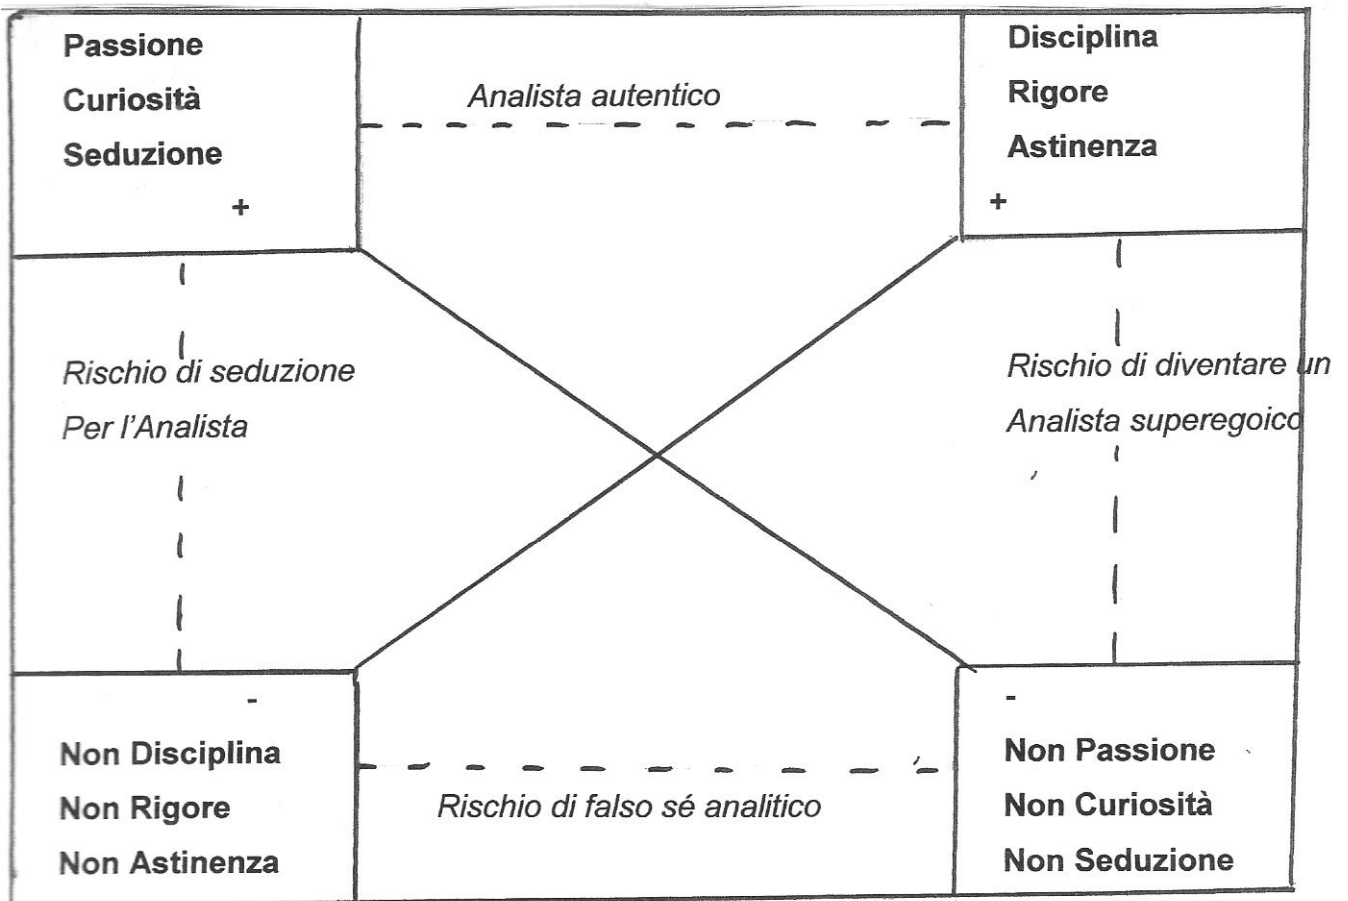 Passione
Curiosità
Seduzione
+
Analista autentico
Disciplina
Rigore
Astinenza
+
Rischio di seduzione
Per l'Analista
Rischio di diventare un
Analista superegoico
-
Non Disciplina
Non Rigore
Non Astinenza
Rischio di falso sé analitico
-
Non Passione
Non Curiosità
Non Seduzione